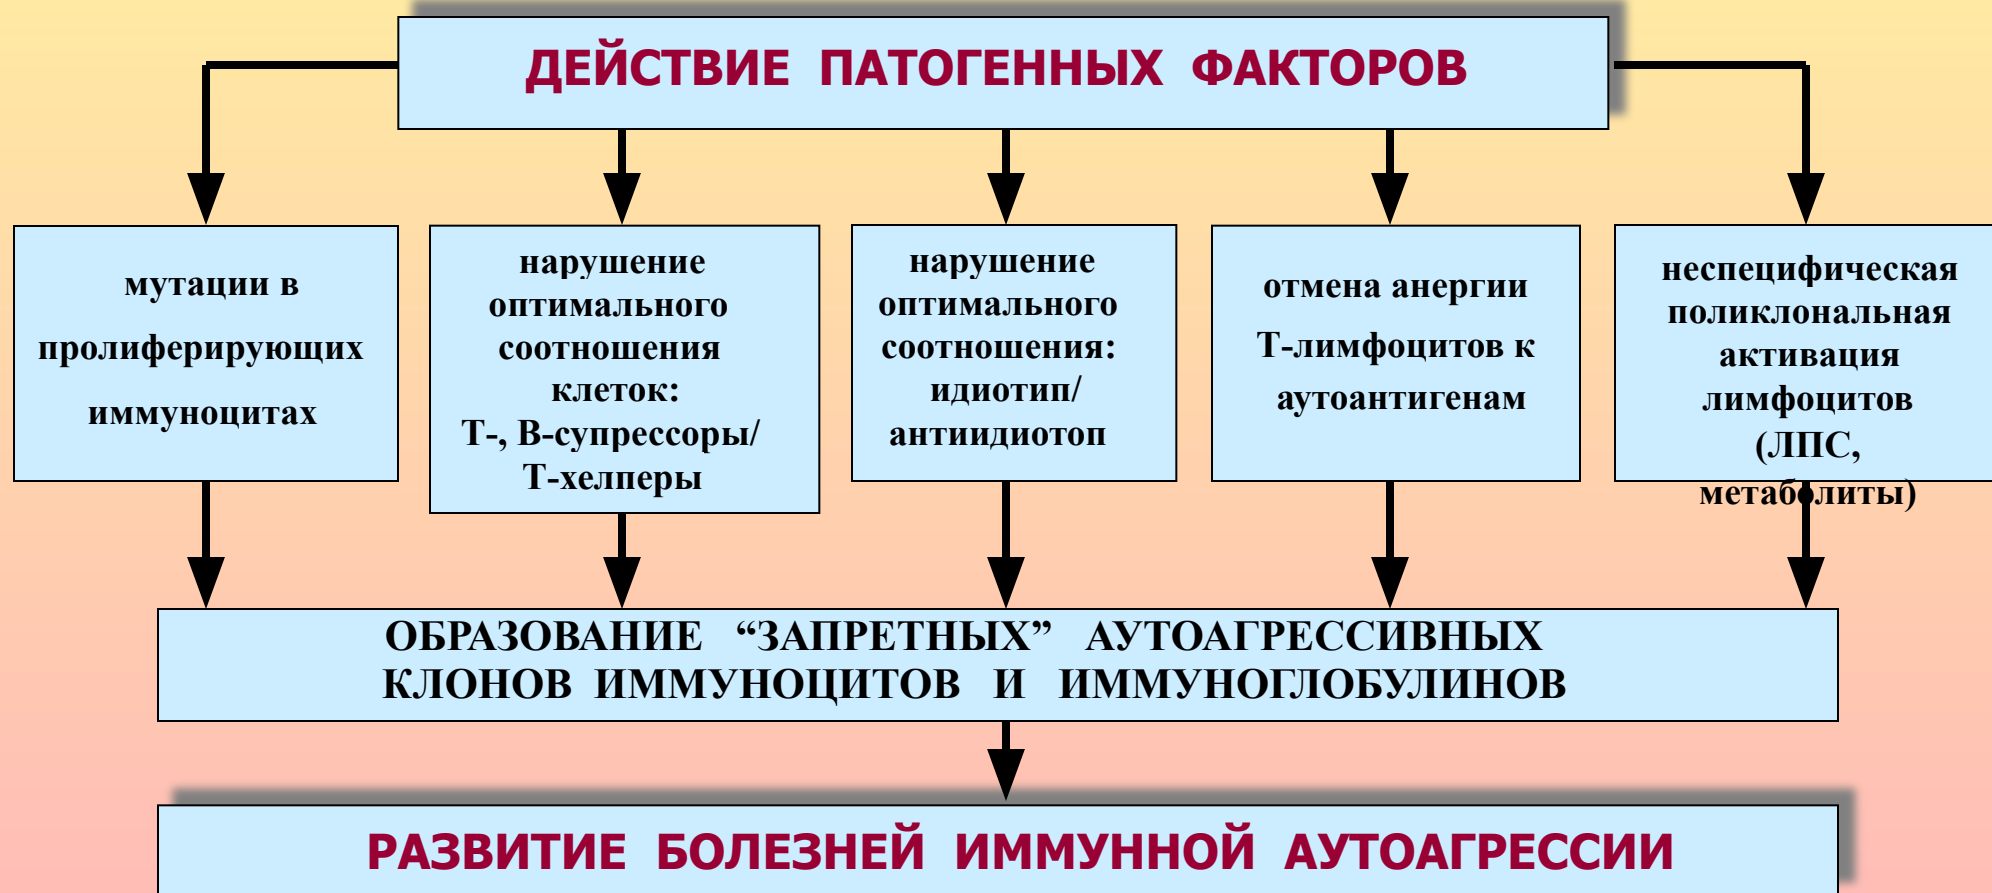 ДЕЙСТВИЕ ПАТОГЕННЫХ ФАКТОРОВ
мутации в
пролиферирующих
иммуноцитах
нарушение
оптимального
соотношения
клеток:
Т-, В-супрессоры/
Т-хелперы
нарушение
оптимального
соотношения:
идиотип/
антиидиотоп
отмена анергии
Т-лимфоцитов к
аутоантигенам
неспецифическая
поликлональная
активация
лимфоцитов
(ЛПС,
метаболиты)
ОБРАЗОВАНИЕ “ЗАПРЕТНЫХ” АУТОАГРЕССИВНЫХ
КЛОНОВ ИММУНОЦИТОВ И ИММУНОГЛОБУЛИНОВ
РАЗВИТИЕ БОЛЕЗНЕЙ ИММУННОЙ АУТОАГРЕССИИ